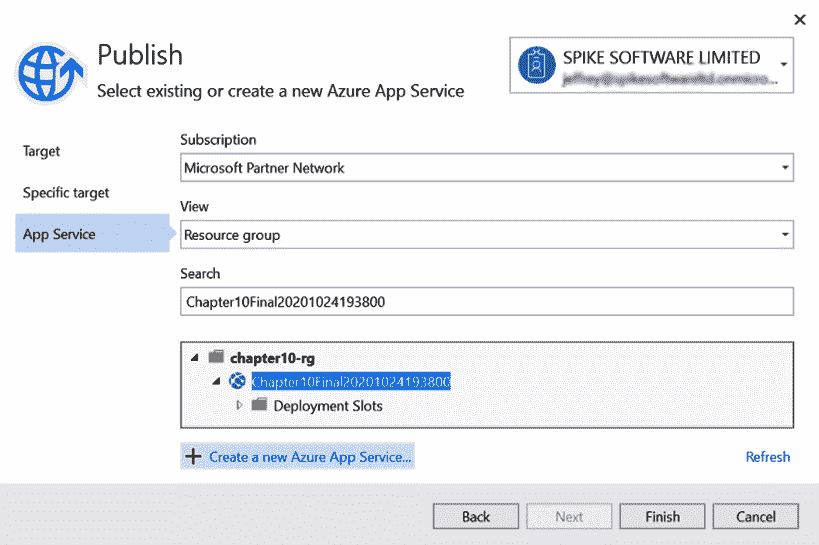 Publish
Select existing or create a new Azure App Service
SPIKE SOFTWARE LIMITED
Target
Specific target
App Service
Subscription
Microsoft Partner Network
View
Resource group
Search
Chapter10Final20201024193800
chapter10-rg
Chapter10Final20201024193800
Deployment Slots
Create a new Azure App Service...
Refresh
Back
Next
Finish
Cancel